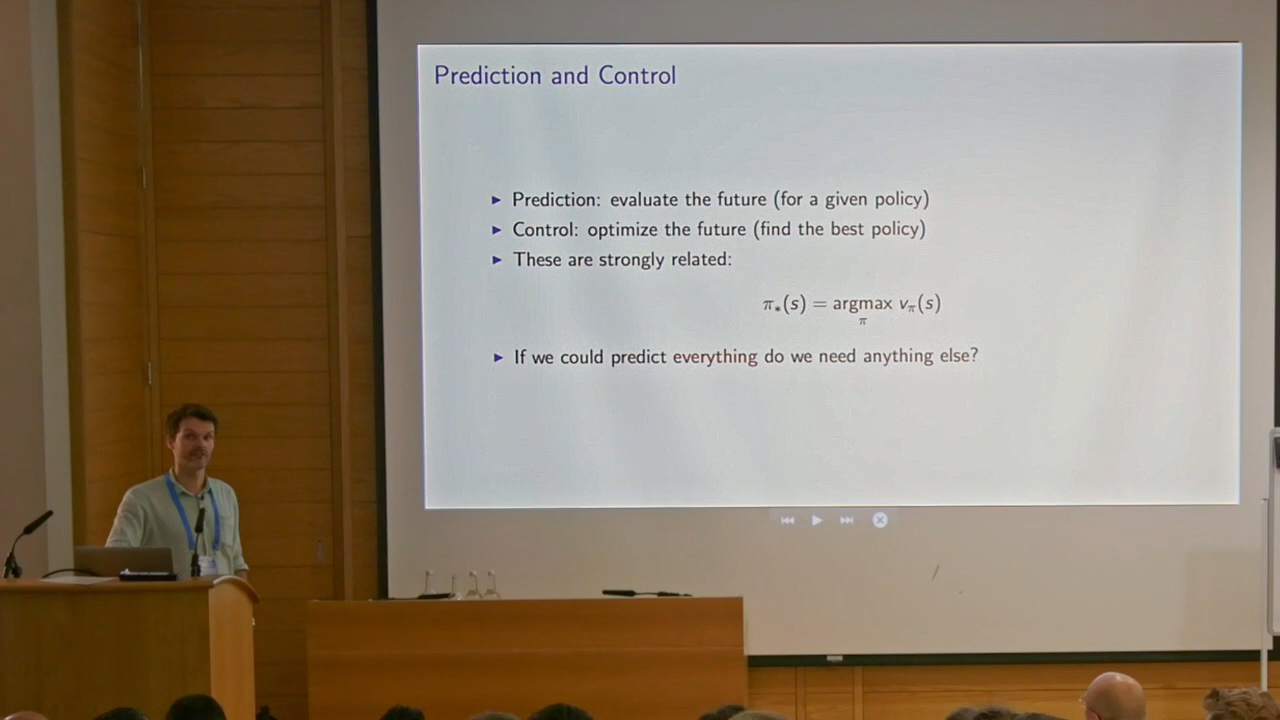 Prediction and Control
▶ Prediction: evaluate the future (for a given policy)
▶ Control: optimize the future (find the best policy)
▶ These are strongly related:
π∗(s) = argmax vπ(s)
π
▶ If we could predict everything do we need anything else?